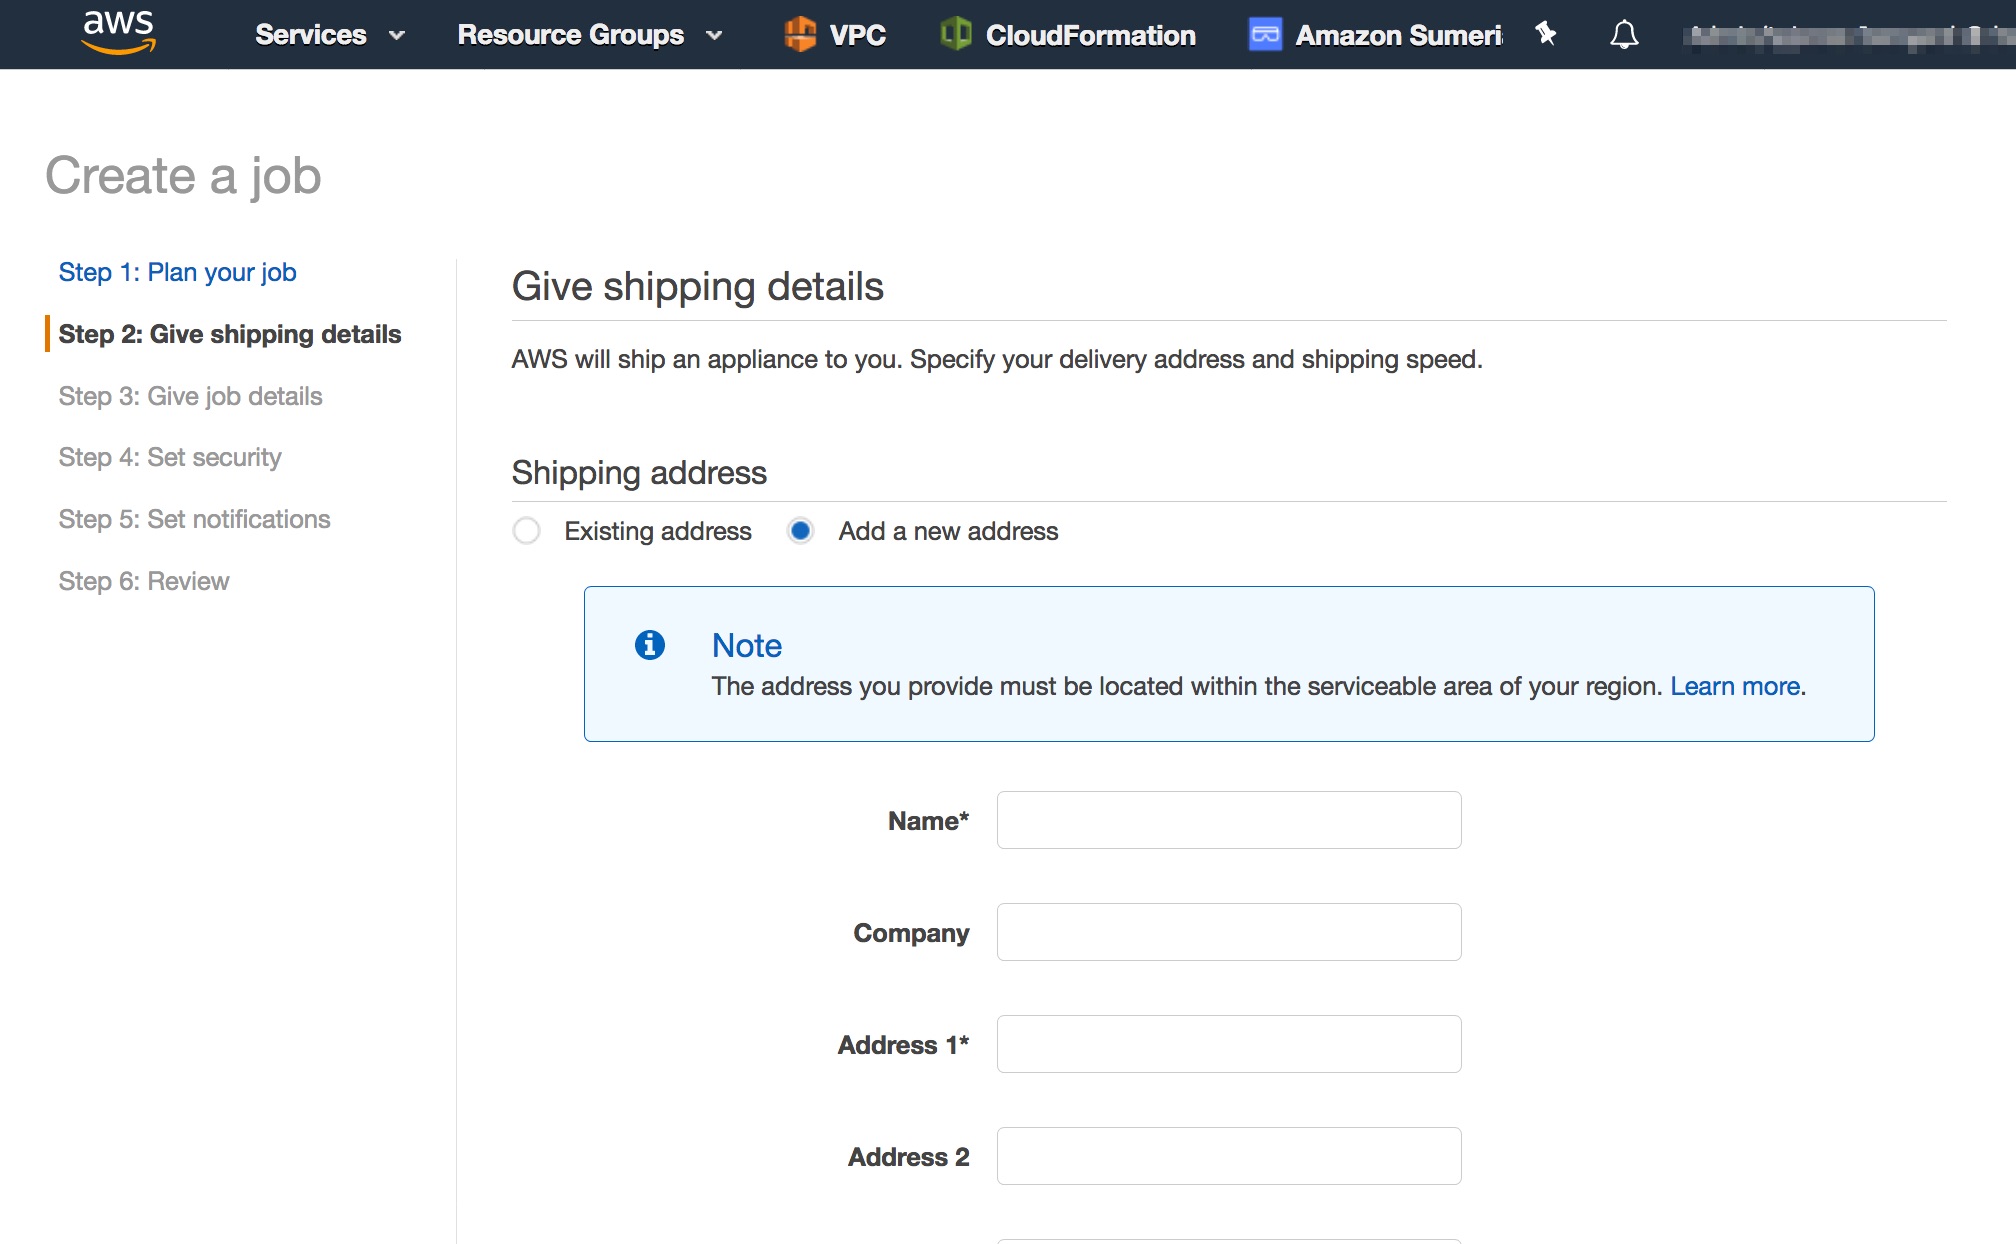 aws Services Resource Groups VPC CloudFormation Amazon Sumeri
Create a job
Step 1: Plan your job
Step 2: Give shipping details
Step 3: Give job details
Step 4: Set security
Step 5: Set notifications
Step 6: Review
Give shipping details
AWS will ship an appliance to you. Specify your delivery address and shipping speed.
Shipping address
Existing address Add a new address
Note
The address you provide must be located within the serviceable area of your region. Learn more.
Name*
Company
Address 1*
Address 2